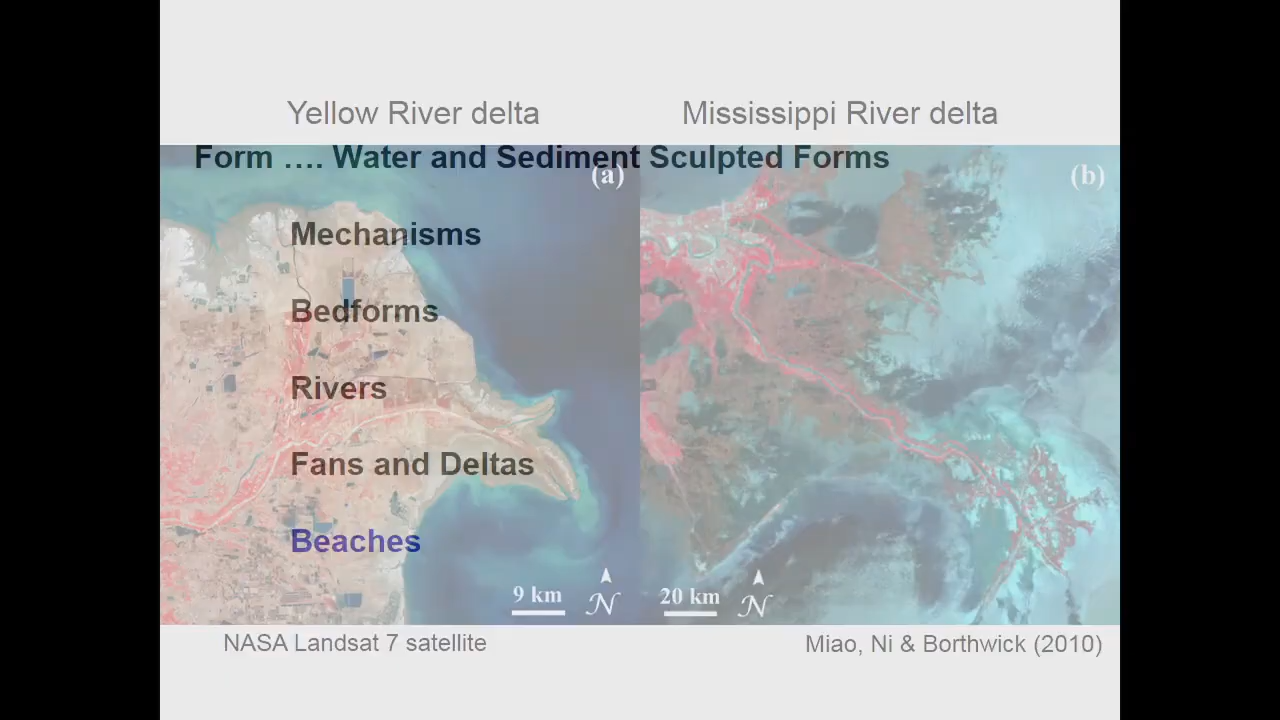 Yellow River delta
Mississippi River delta
Form …. Water and Sediment Sculpted Forms
(a)
(b)
Mechanisms
Bedforms
Rivers
Fans and Deltas
Beaches
9 km
N
20 km
N
NASA Landsat 7 satellite
Miao, Ni & Borthwick (2010)